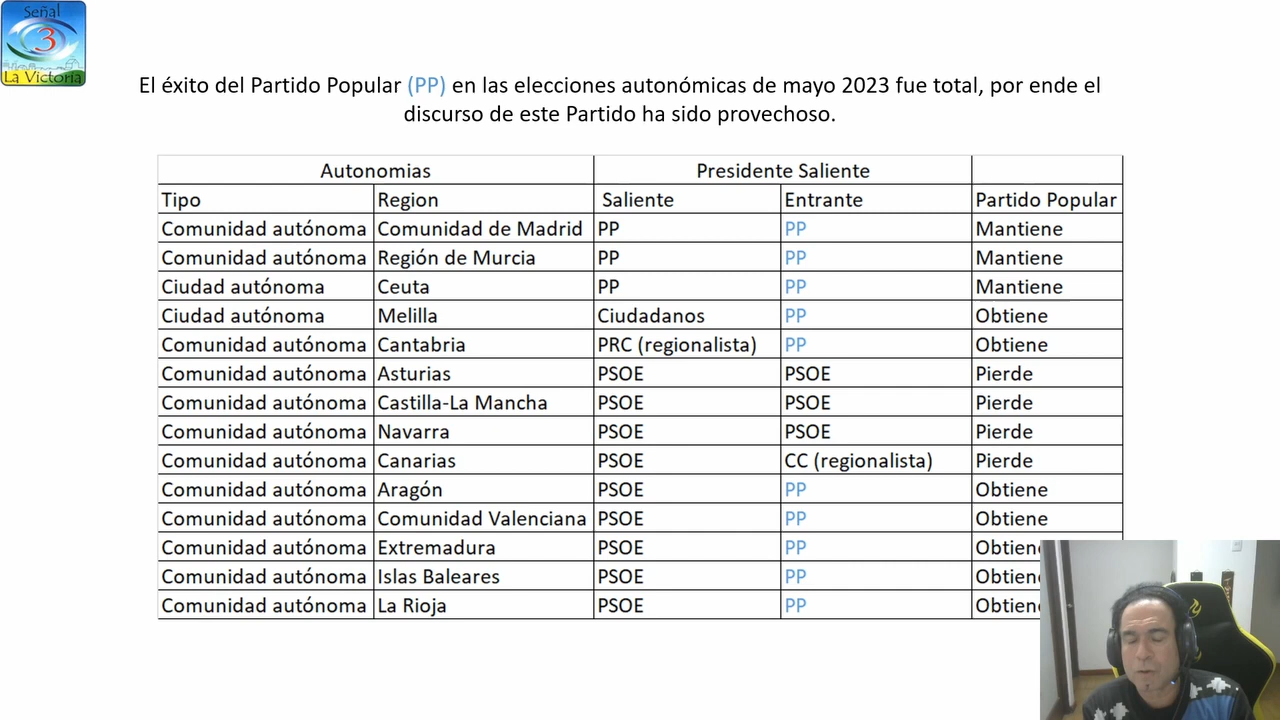 Señal
3
La Victoria
El éxito del Partido Popular (PP) en las elecciones autonómicas de mayo 2023 fue total, por ende el
discurso de este Partido ha sido provechoso.
Autonomias Presidente Saliente
Tipo Region Saliente Entrante Partido Popular
Comunidad autónoma Comunidad de Madrid PP PP Mantiene
Comunidad autónoma Región de Murcia PP PP Mantiene
Ciudad autónoma Ceuta PP PP Mantiene
Ciudad autónoma Melilla Ciudadanos PP Obtiene
Comunidad autónoma Cantabria PRC (regionalista) PP Obtiene
Comunidad autónoma Asturias PSOE PSOE Pierde
Comunidad autónoma Castilla-La Mancha PSOE PSOE Pierde
Comunidad autónoma Navarra PSOE PSOE Pierde
Comunidad autónoma Canarias PSOE CC (regionalista) Pierde
Comunidad autónoma Aragón PSOE PP Obtiene
Comunidad autónoma Comunidad Valenciana PSOE PP Obtiene
Comunidad autónoma Extremadura PSOE PP Obtien
Comunidad autónoma Islas Baleares PSOE PP Obtien
Comunidad autónoma La Rioja PSOE PP Obtien